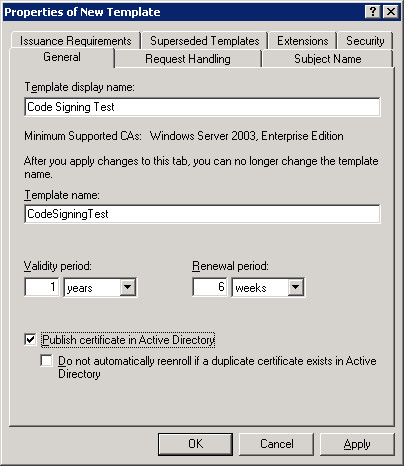 Properties of New Template
Issuance Requirements Superseded Templates Extensions Security
General Request Handling Subject Name
Template display name:
Code Signing Test
Minimum Supported CAs: Windows Server 2003, Enterprise Edition
After you apply changes to this tab, you can no longer change the template
name.
Template name:
CodeSigningTest
Validity period: Renewal period:
1 years 6 weeks
Publish certificate in Active Directory
Do not automatically reenroll if a duplicate certificate exists in Active
Directory
OK Cancel Apply